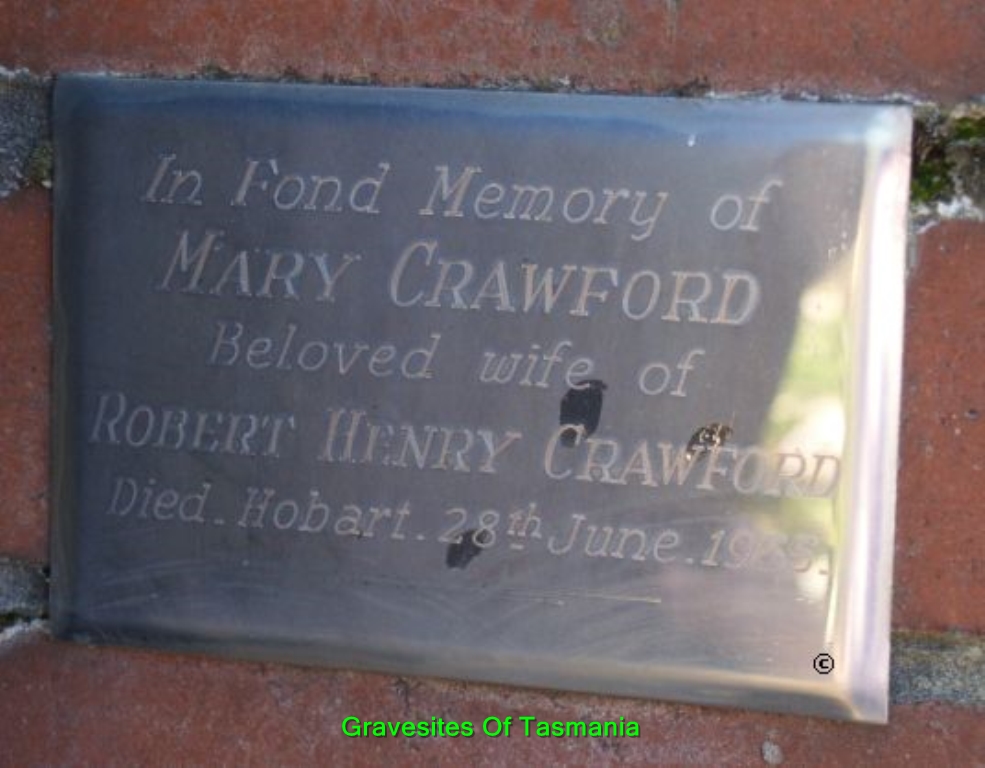 In Fond Memory of
MARY CRAWFORD
Beloved wife of
ROBERT HENRY CRAWFORD
Died. Hobart. 28th June.
©
Gravesites Of Tasmania